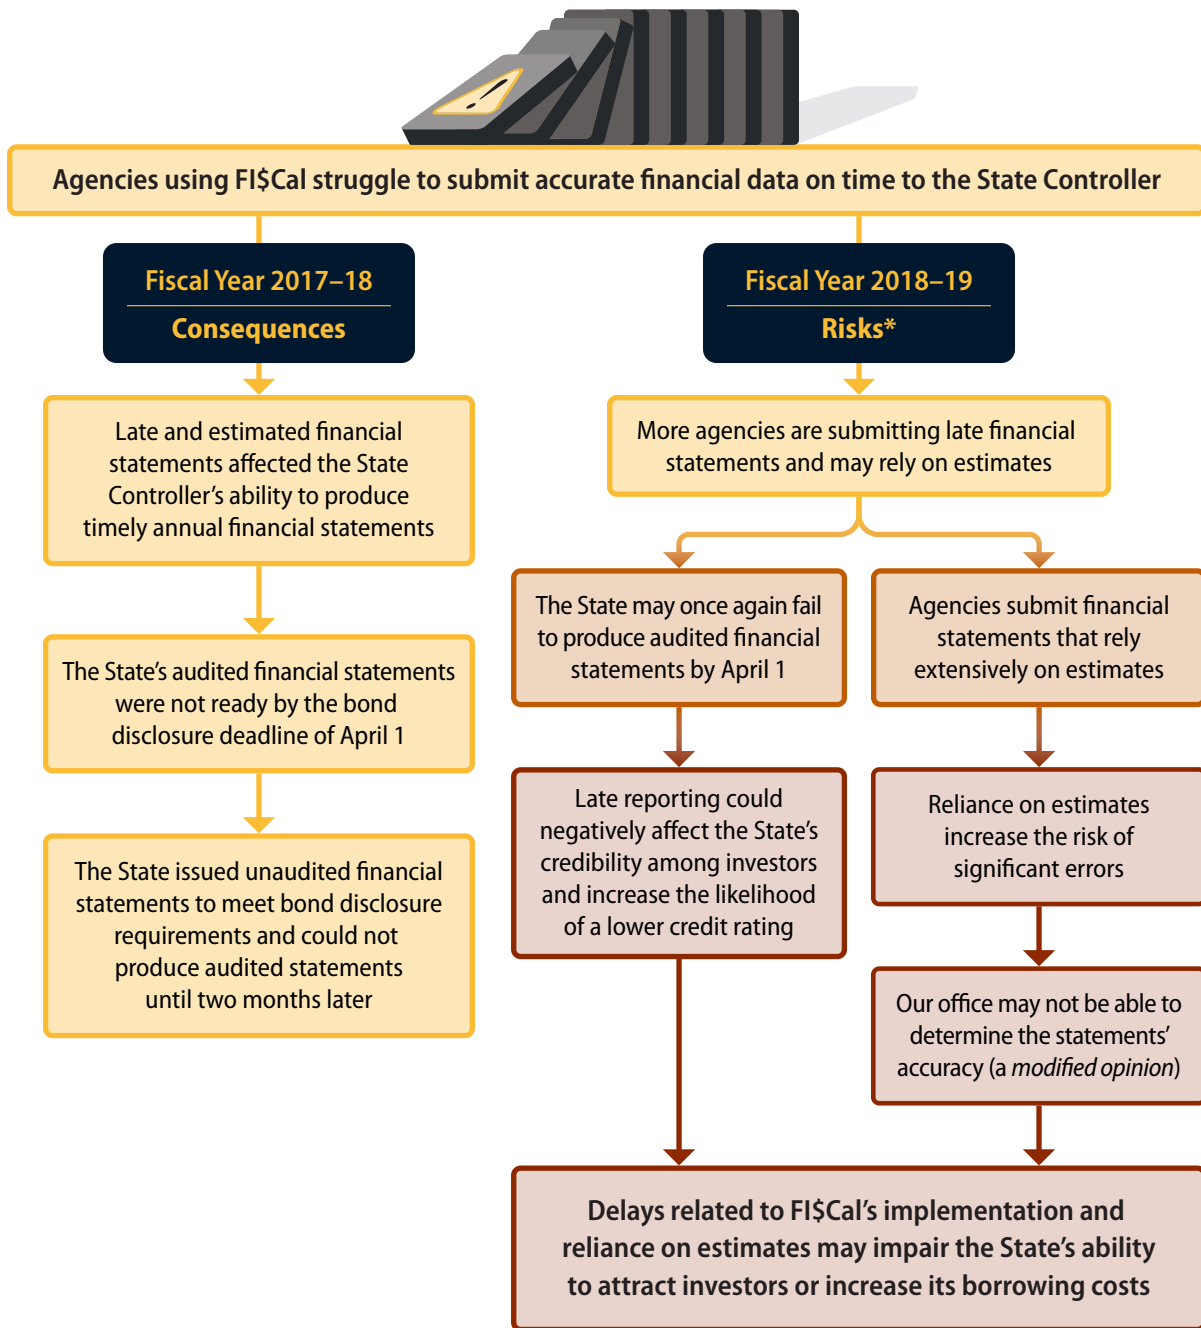 Agencies using FI$Cal struggle to submit accurate financial data on time to the State Controller
Fiscal Year 2017–18
Consequences
Late and estimated financial
statements affected the State
Controller’s ability to produce
timely annual financial statements
The State’s audited financial statements
were not ready by the bond
disclosure deadline of April 1
The State issued unaudited financial
statements to meet bond disclosure
requirements and could not
produce audited statements
until two months later
Fiscal Year 2018–19
Risks*
More agencies are submitting late financial
statements and may rely on estimates
The State may once again fail
to produce audited financial
statements by April 1
Late reporting could
negatively affect the State’s
credibility among investors
and increase the likelihood
of a lower credit rating
Agencies submit financial
statements that rely
extensively on estimates
Reliance on estimates
increase the risk of
significant errors
Our office may not be able to
determine the statements’
accuracy (a modified opinion)
Delays related to FI$Cal’s implementation and
reliance on estimates may impair the State’s ability
to attract investors or increase its borrowing costs